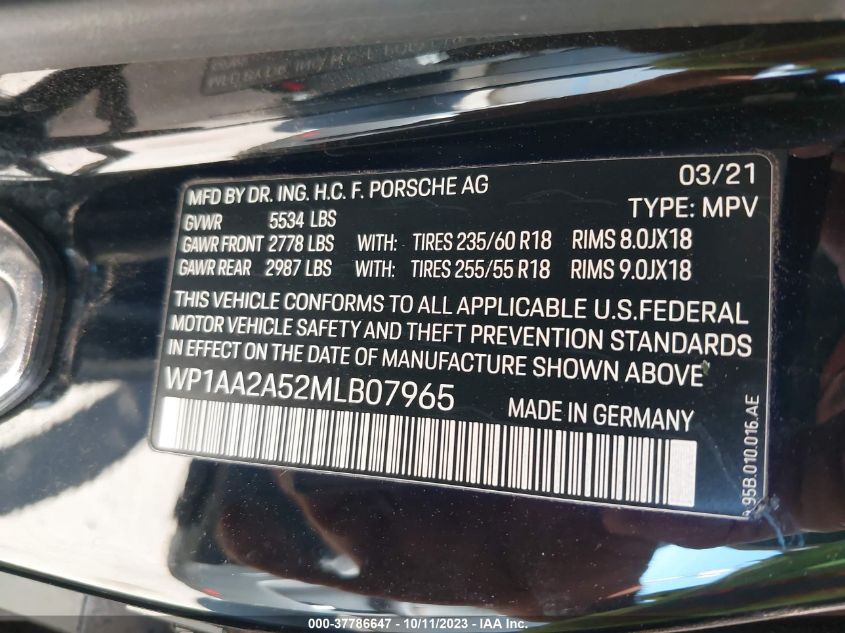 MFD BY DR. ING. H.C. F. PORSCHE AG 03/21
GVWR 5534 LBS TYPE: MPV
GAWR FRONT 2778 LBS WITH: TIRES 235/60 R18 RIMS 8.0JX18
GAWR REAR 2987 LBS WITH: TIRES 255/55 R18 RIMS 9.0JX18
THIS VEHICLE CONFORMS TO ALL APPLICABLE U.S.FEDERAL
MOTOR VEHICLE SAFETY AND THEFT PREVENTION STANDARDS
IN EFFECT ON THE DATE OF MANUFACTURE SHOWN ABOVE
WP1AA2A52MLB07965 MADE IN GERMANY
95B.010.016.AE
000-37786647 - 10/11/2023 - IAA Inc.